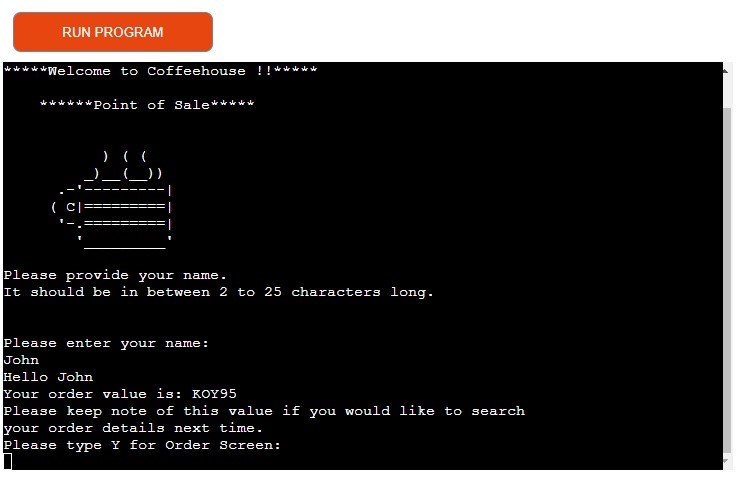 RUN PROGRAM
*****Welcome to Coffeehouse !!*****
******Point of Sale*****
) ( (
_)__(__))
.-'---------|
( C|=========|
'-.=========|
'_________'
Please provide your name.
It should be in between 2 to 25 characters long.
Please enter your name:
John
Hello John
Your order value is: KOY95
Please keep note of this value if you would like to search
your order details next time.
Please type Y for Order Screen: